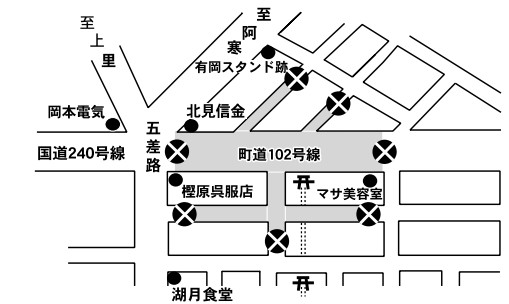 至
阿
寒
至
上
里
有岡スタンド跡
岡本電気
北見信金
五
差
路
国道240号線
町道102号線
樫原呉服店
マサ美容室
湖月食堂